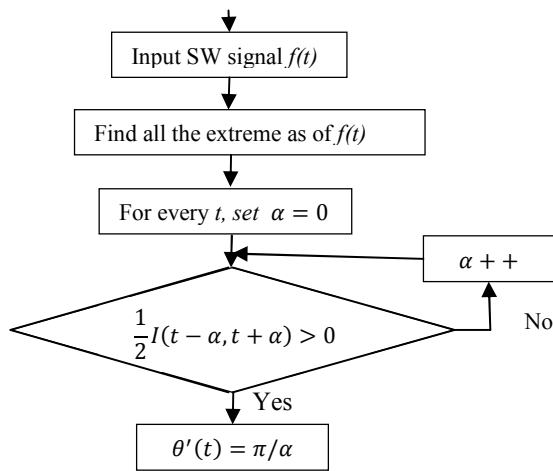 Input SW signal f(t)
Find all the extreme as of f(t)
For every t, set α = 0
α + +
1/2 I(t − α, t + α) > 0
No
Yes
θ′(t) = π/α